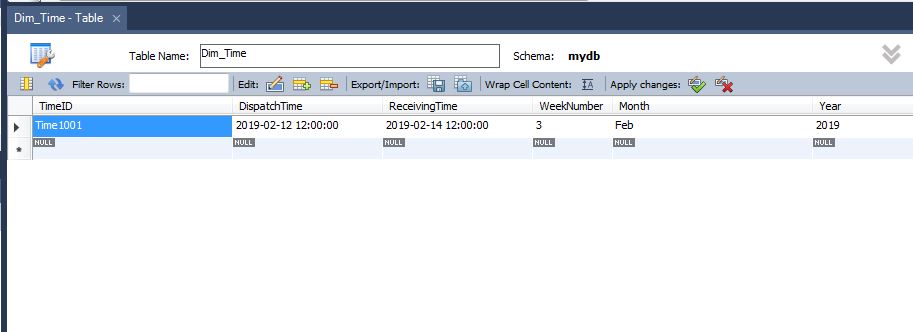 Dim_Time - Table ×
Table Name: Dim_Time Schema: mydb
Filter Rows: Edit: Export/Import: Wrap Cell Content: IA Apply changes:
TimeID DispatchTime ReceivingTime WeekNumber Month Year
Time1001 2019-02-12 12:00:00 2019-02-14 12:00:00 3 Feb 2019
* NULL NULL NULL NULL NULL NULL